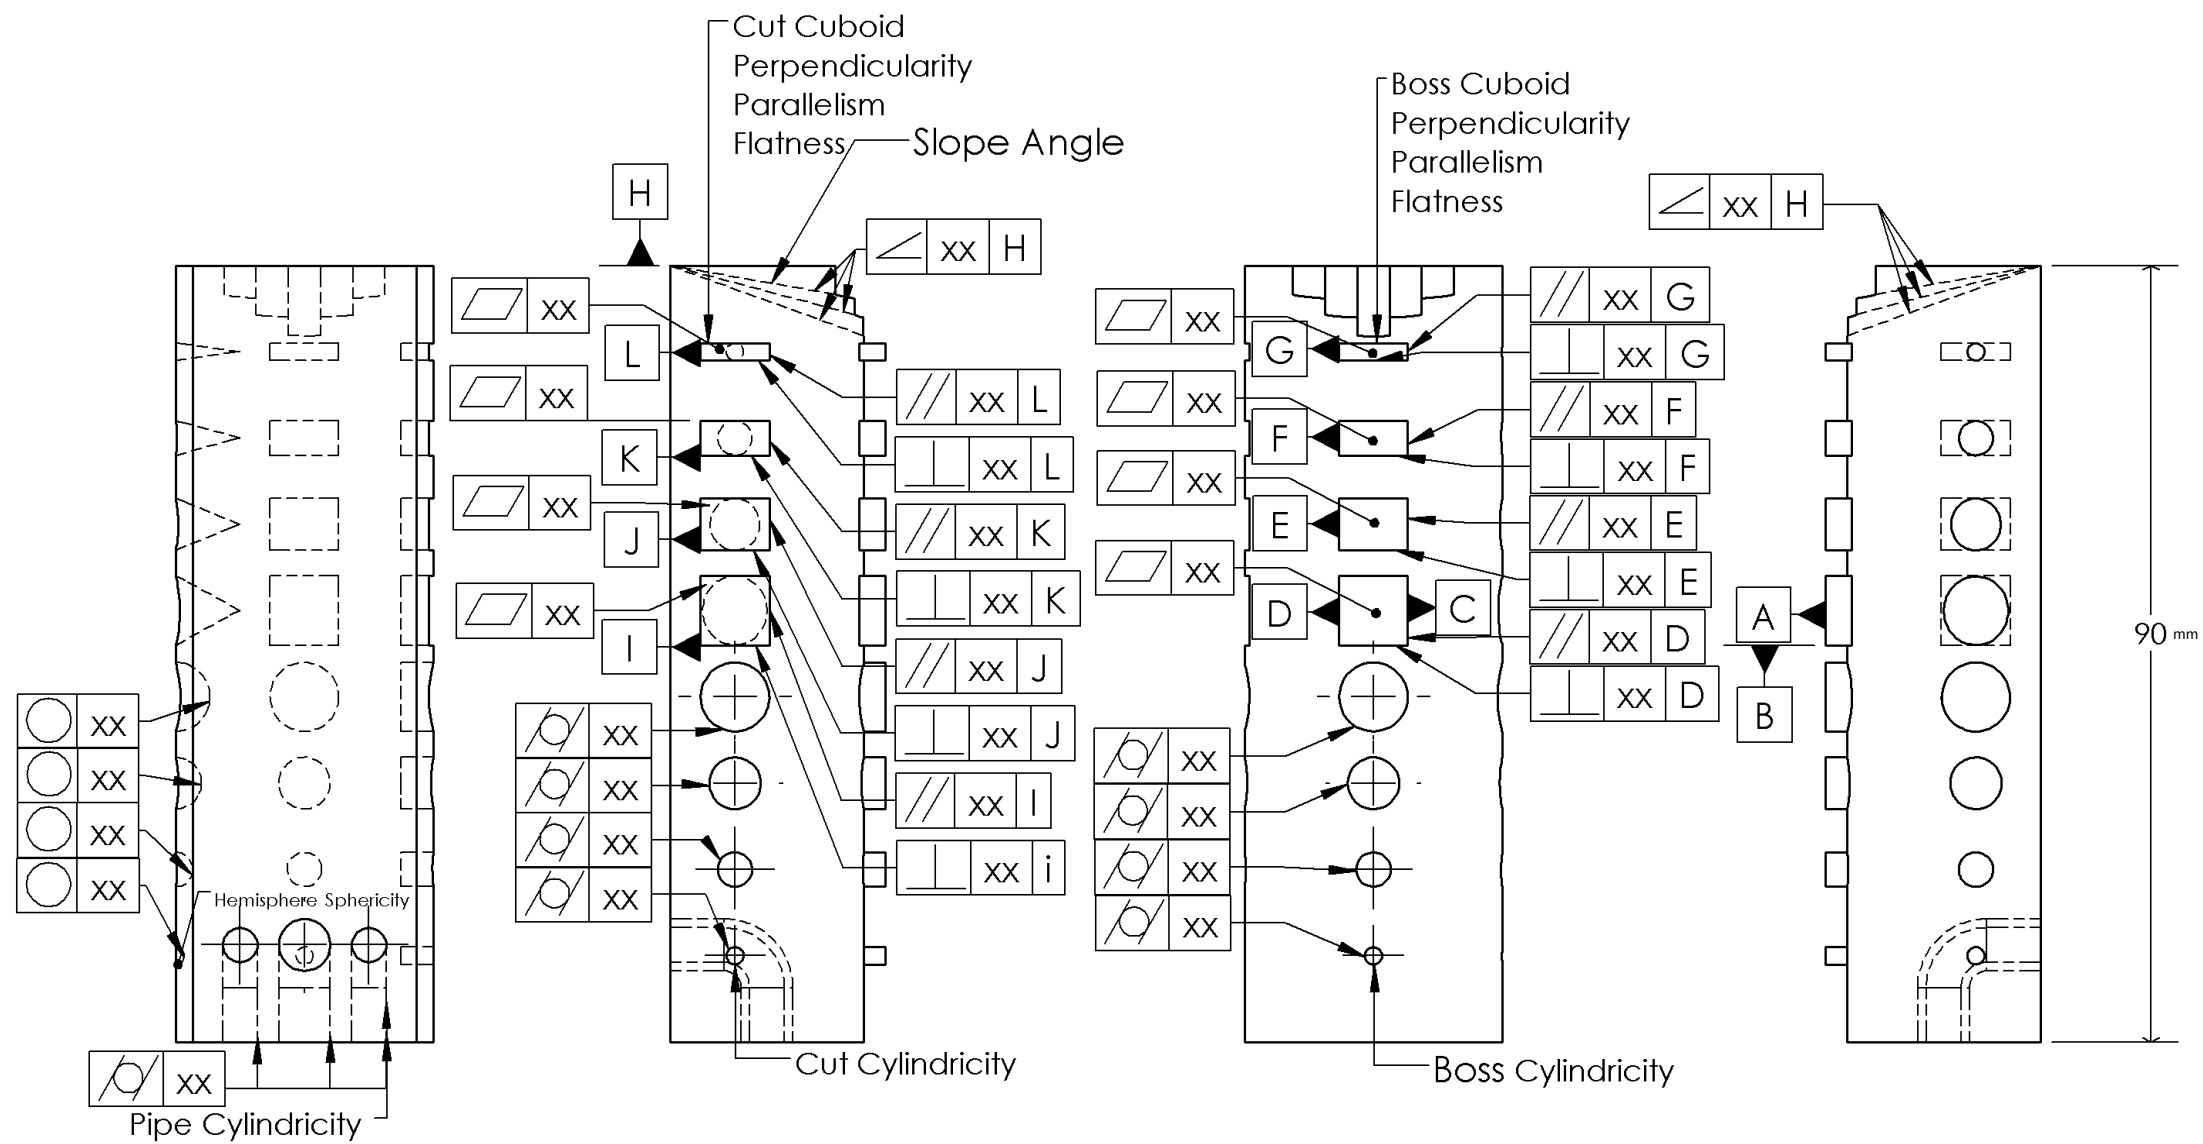 Cut Cuboid
Perpendicularity
Parallelism
Flatness
Slope Angle
Boss Cuboid
Perpendicularity
Parallelism
Flatness
H
xx H
xx H
xx
L
xx
K
xx
J
xx
I
xx L
xx L
xx K
xx K
xx J
xx J
xx I
xx i
xx
xx
xx
xx
xx
G
xx
F
xx
E
xx
D
C
xx G
xx G
xx F
xx F
xx E
xx E
xx D
xx D
A
B
90 mm
xx
xx
xx
xx
Hemisphere Sphericity
xx
xx
xx
xx
xx
Pipe Cylindricity
Cut Cylindricity
Boss Cylindricity